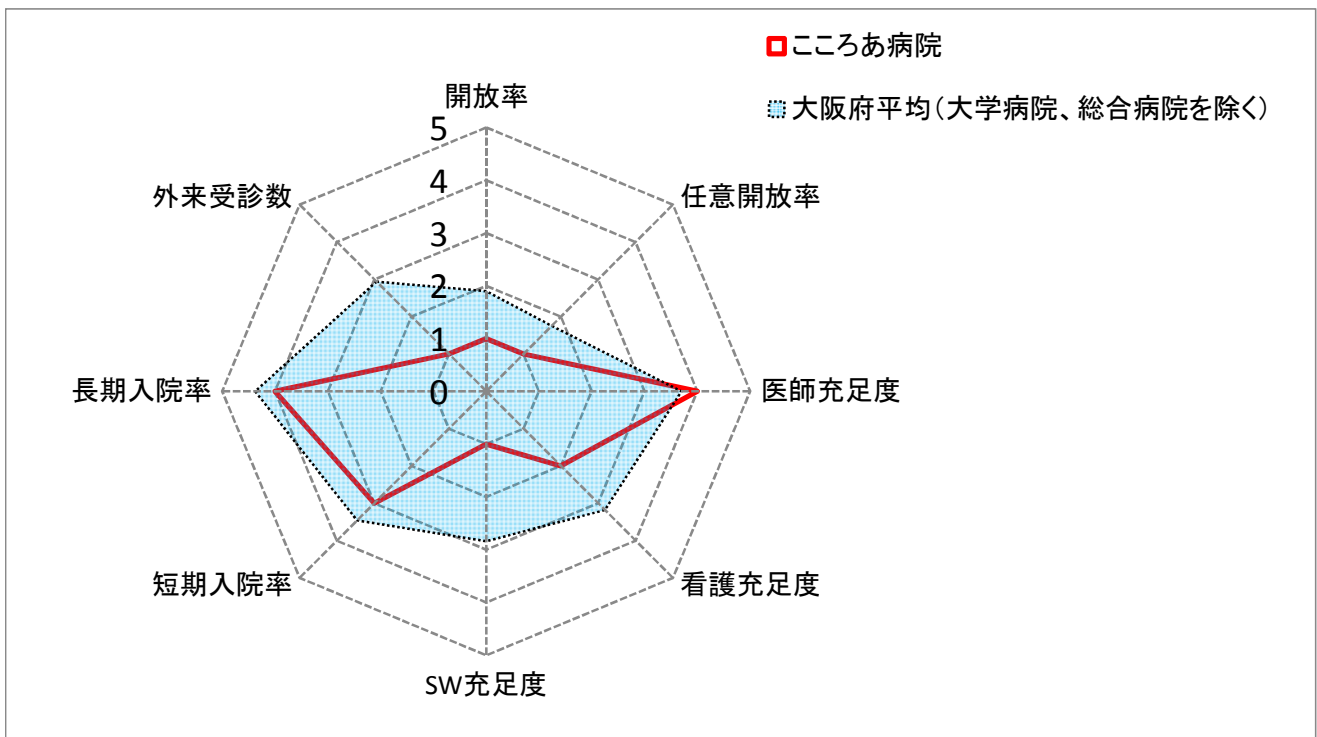 こころあ病院
大阪府平均(大学病院、総合病院を除く)
開放率
任意開放率
医師充足度
看護充足度
SW充足度
短期入院率
長期入院率
外来受診数
5
4
3
2
1
0